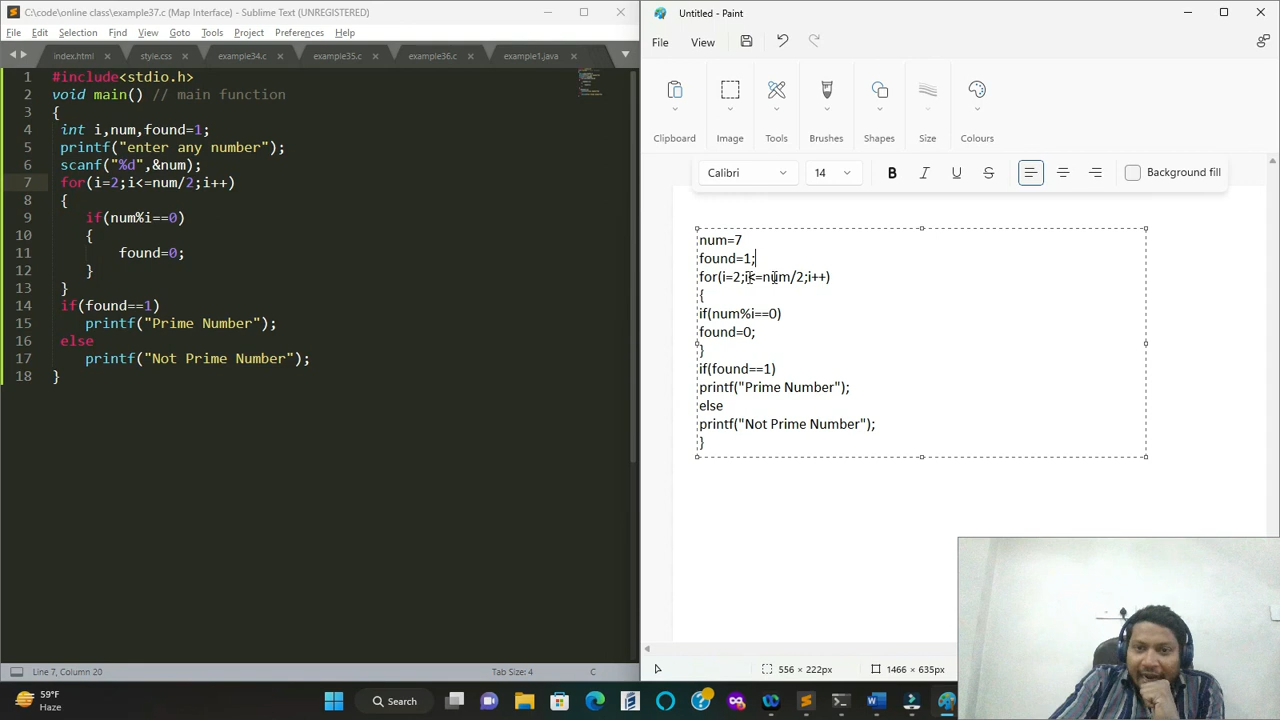 C:\code\online class\example37.c (Map Interface) - Sublime Text (UNREGISTERED)
File Edit Selection Find View Goto Tools Project Preferences Help
index.html style.css example34.c example35.c example36.c example1.java
1 #include<stdio.h>
2 void main() // main function
3 {
4 int i,num,found=1;
5 printf("enter any number");
6 scanf("%d",&num);
7 for(i=2;i<=num/2;i++)
8 {
9 if(num%i==0)
10 {
11 found=0;
12 }
13 }
14 if(found==1)
15 printf("Prime Number");
16 else
17 printf("Not Prime Number");
18 }
Line 7, Column 20 Tab Size: 4 C
Untitled - Paint
File View
Clipboard Image Tools Brushes Shapes Size Colours
Calibri 14 B I U S Background fill
num=7
found=1;
for(i=2;i<=num/2;i++)
{
if(num%i==0)
found=0;
}
if(found==1)
printf("Prime Number");
else
printf("Not Prime Number");
}
556 × 222px 1466 × 635px
59°F
Haze
Search